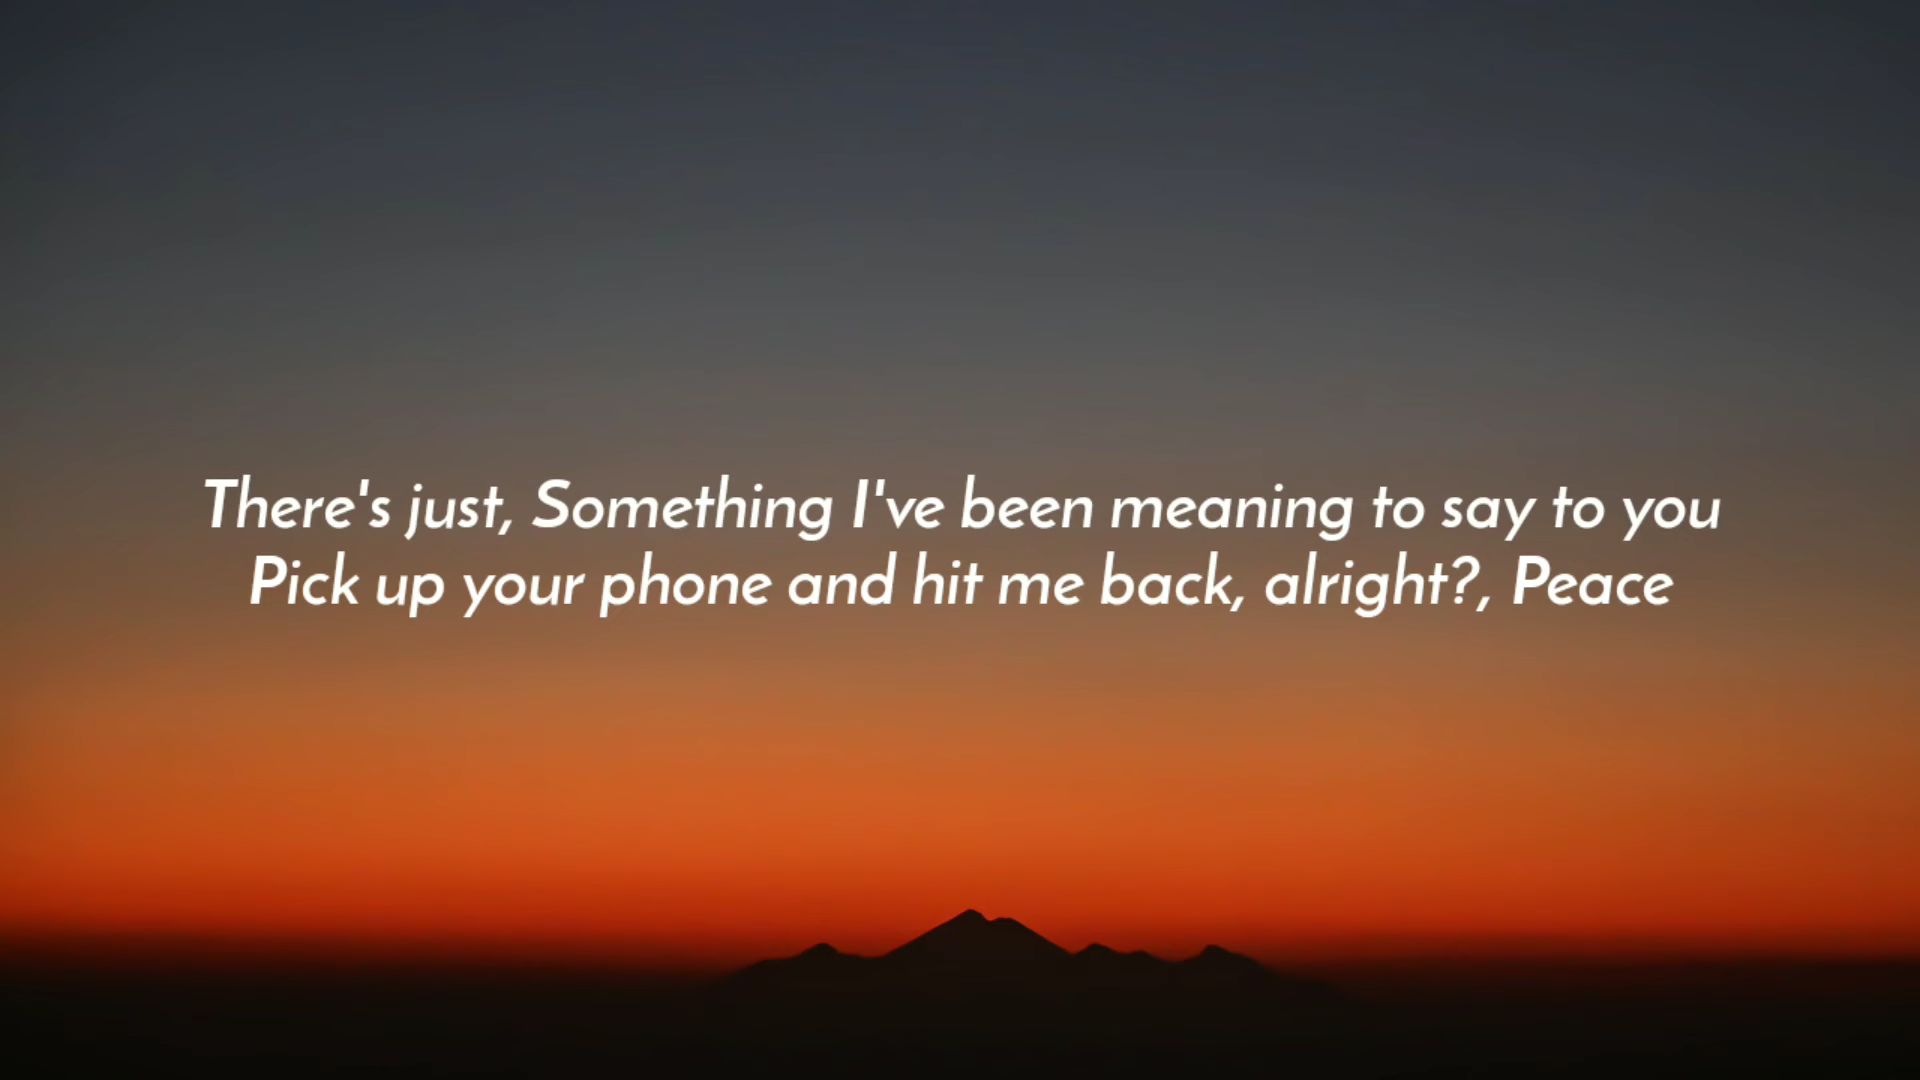 There's just, Something I've been meaning to say to you
Pick up your phone and hit me back, alright?, Peace